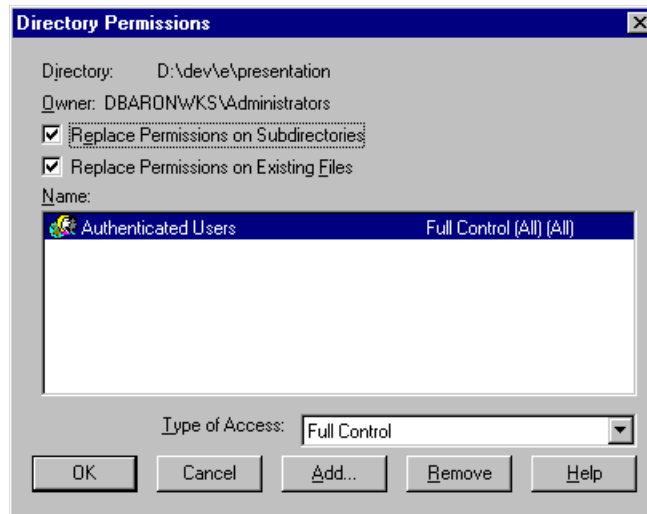 Directory Permissions
Directory: D:\dev\e\presentation
Owner: DBARONWKS\Administrators
Replace Permissions on Subdirectories
Replace Permissions on Existing Files
Name:
Authenticated Users Full Control (All) (All)
Type of Access: Full Control
OK Cancel Add... Remove Help